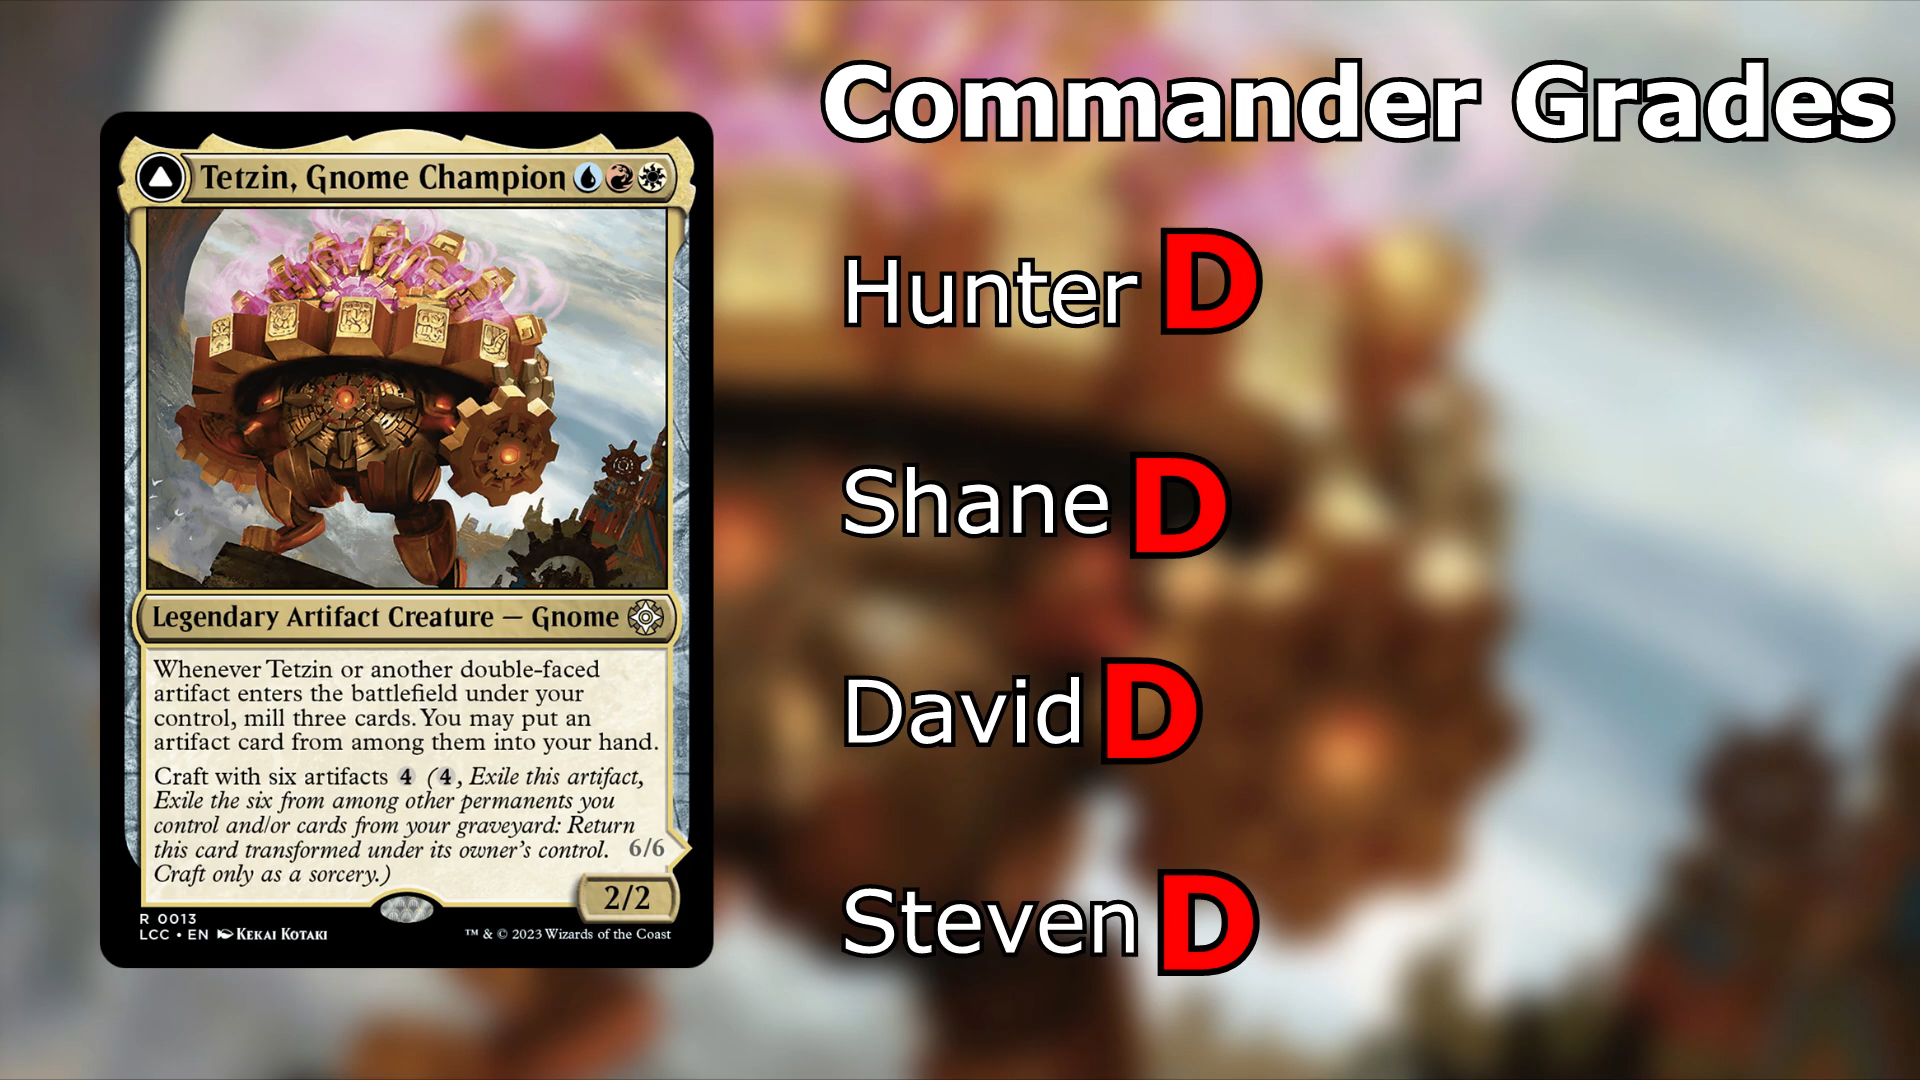 Commander Grades
Tetzin, Gnome Champion
Legendary Artifact Creature — Gnome
Whenever Tetzin or another double-faced
artifact enters the battlefield under your
control, mill three cards. You may put an
artifact card from among them into your hand.
Craft with six artifacts 4 (4, Exile this artifact,
Exile the six from among other permanents you
control and/or cards from your graveyard: Return
this card transformed under its owner's control.
Craft only as a sorcery.)
6/6
2/2
R 0013
LCC • EN Kekai Kotaki
™ & © 2023 Wizards of the Coast
Hunter D
Shane D
David D
Steven D